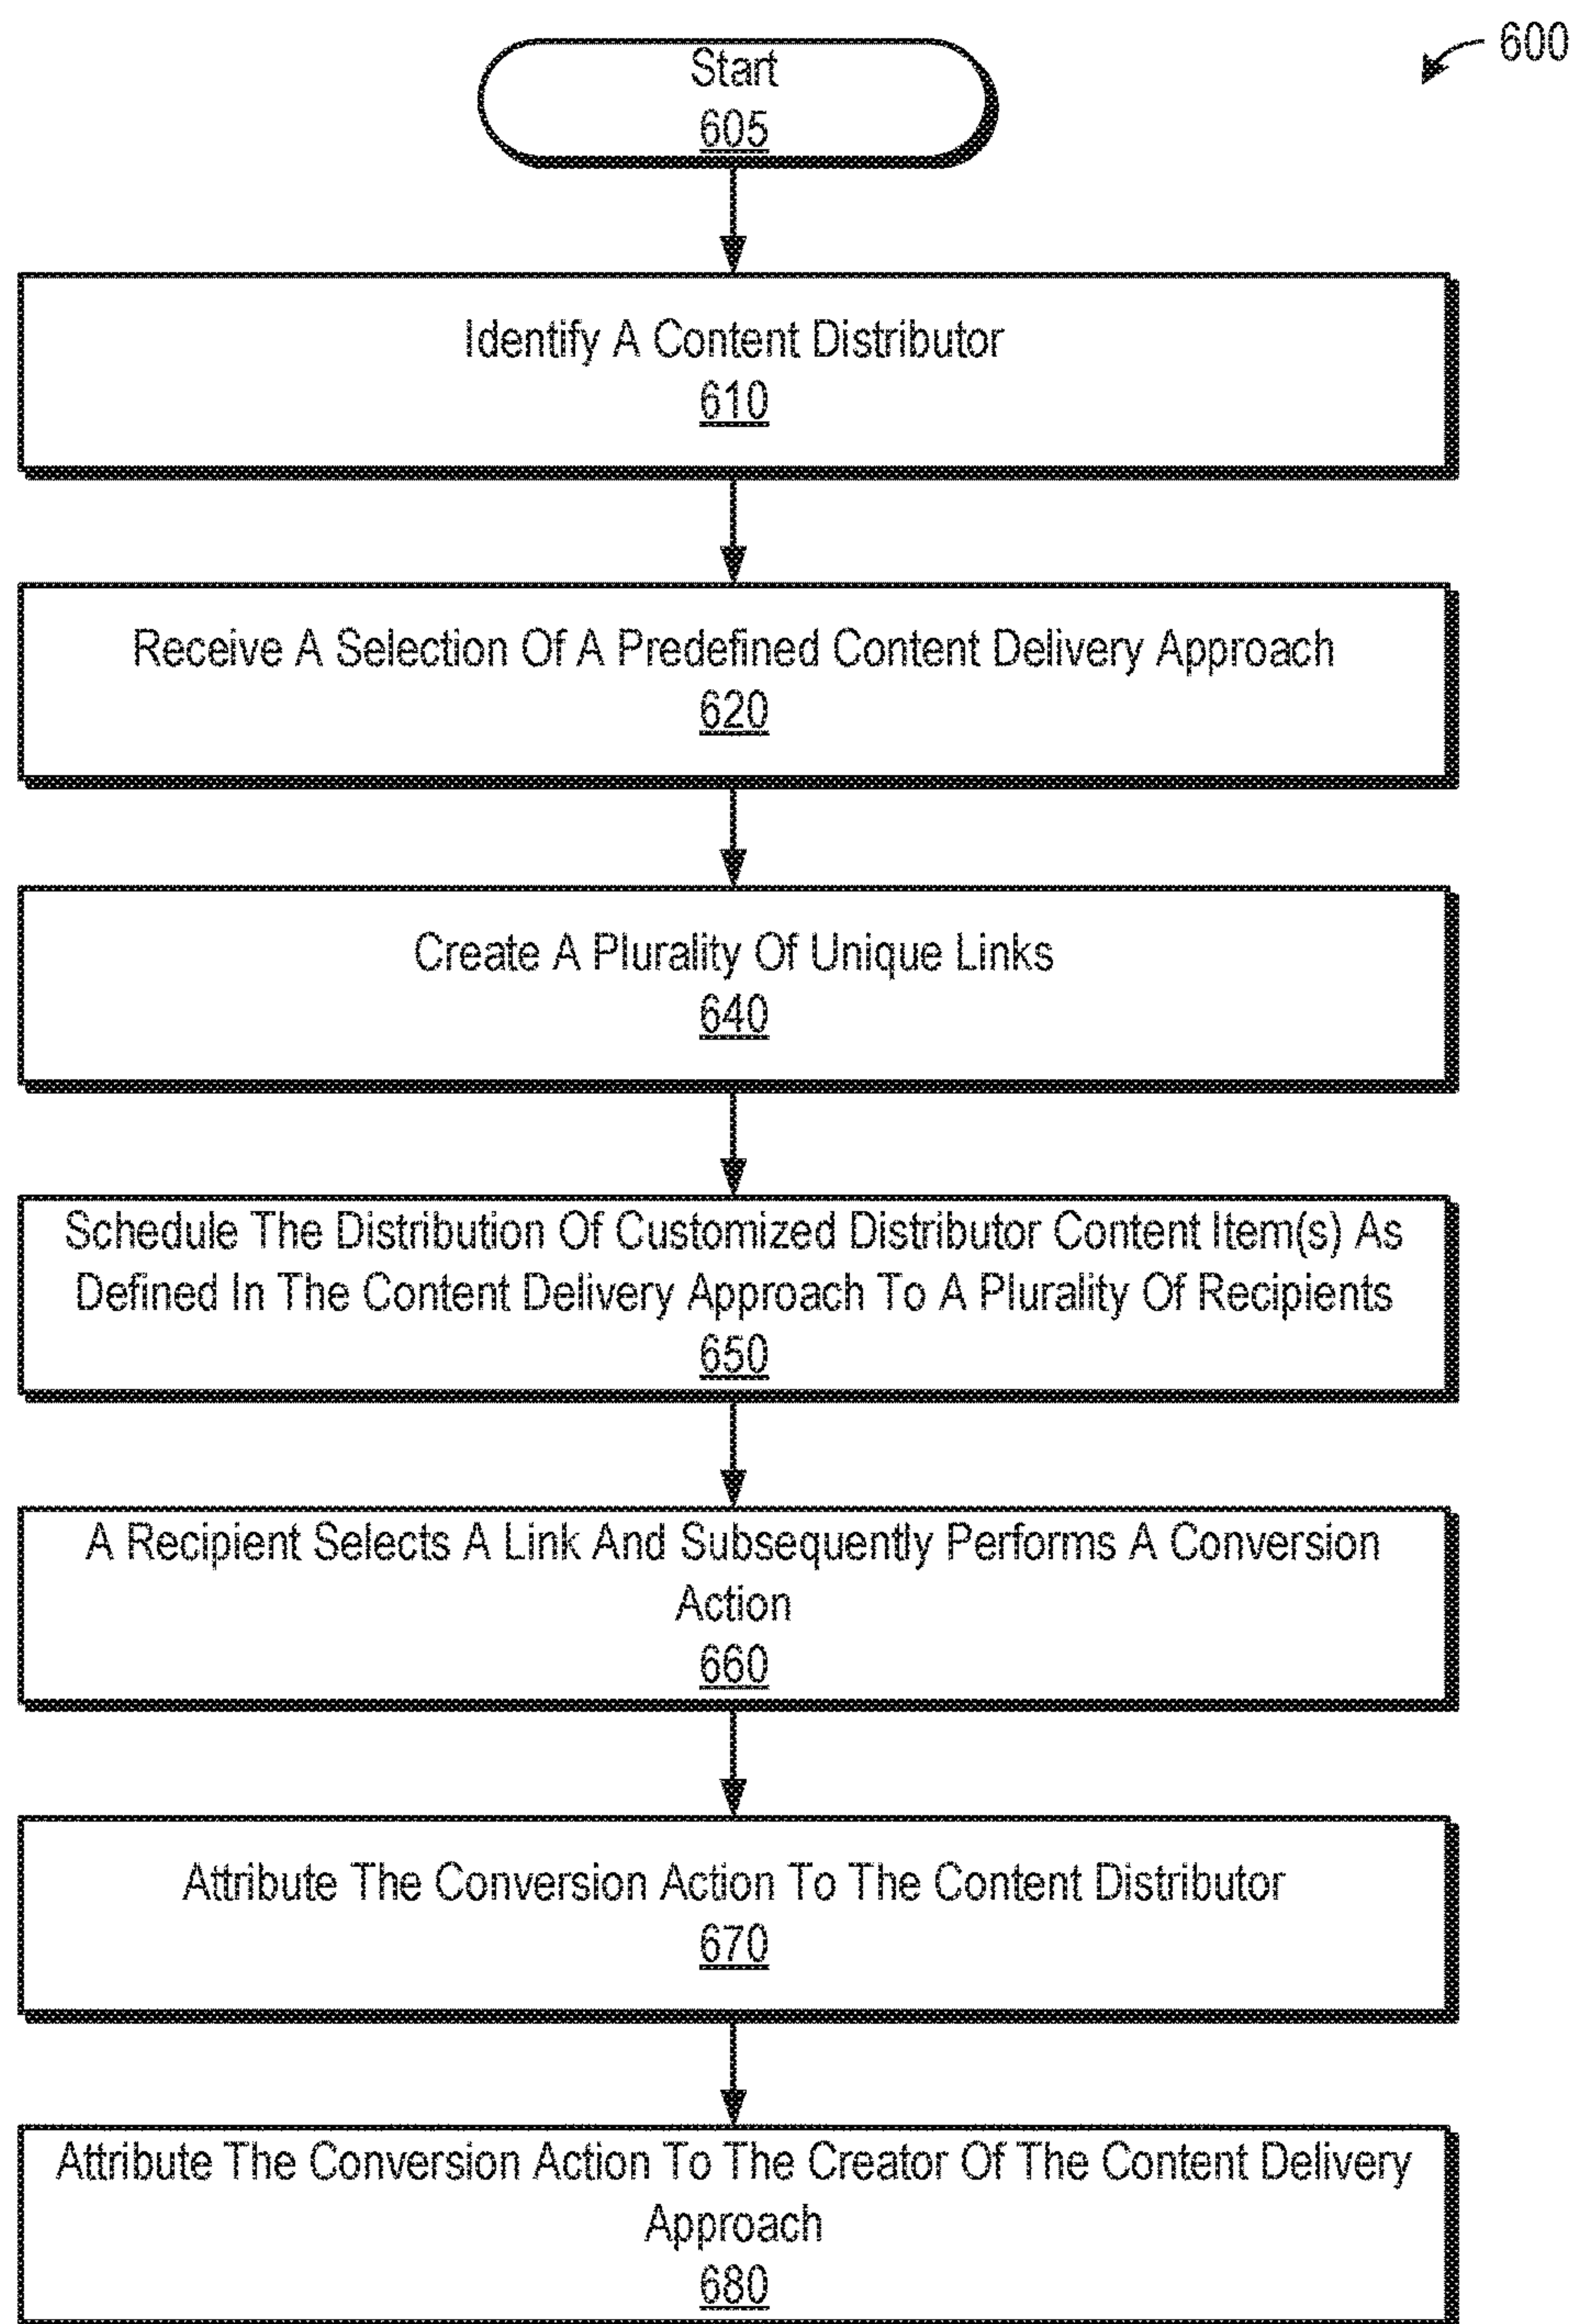 600
Start
605
Identify A Content Distributor
610
Receive A Selection Of A Predefined Content Delivery Approach
620
Create A Plurality Of Unique Links
640
Schedule The Distribution Of Customized Distributor Content Item(s) As
Defined In The Content Delivery Approach To A Plurality Of Recipients
650
A Recipient Selects A Link And Subsequently Performs A Conversion
Action
660
Attribute The Conversion Action To The Content Distributor
670
Attribute The Conversion Action To The Creator Of The Content Delivery
Approach
680